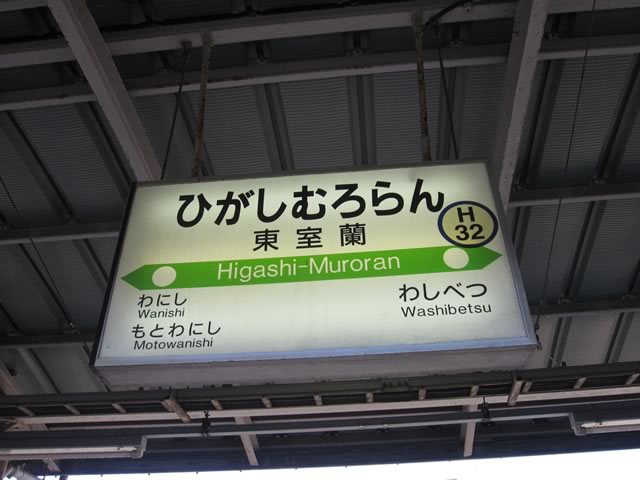 ひがしむろらん
H
32
東室蘭
Higashi-Muroran
わにし
Wanishi
もとわにし
Motowanishi
わしべつ
Washibetsu